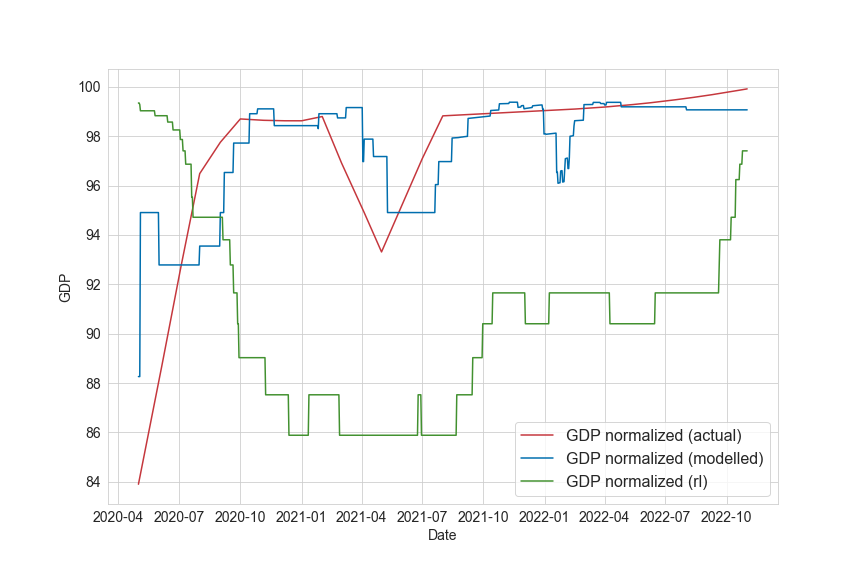 100
98
96
94
92
90
88
86
84
GDP
GDP normalized (actual)
GDP normalized (modelled)
GDP normalized (rl)
2020-04 2020-07 2020-10 2021-01 2021-04 2021-07 2021-10 2022-01 2022-04 2022-07 2022-10
Date